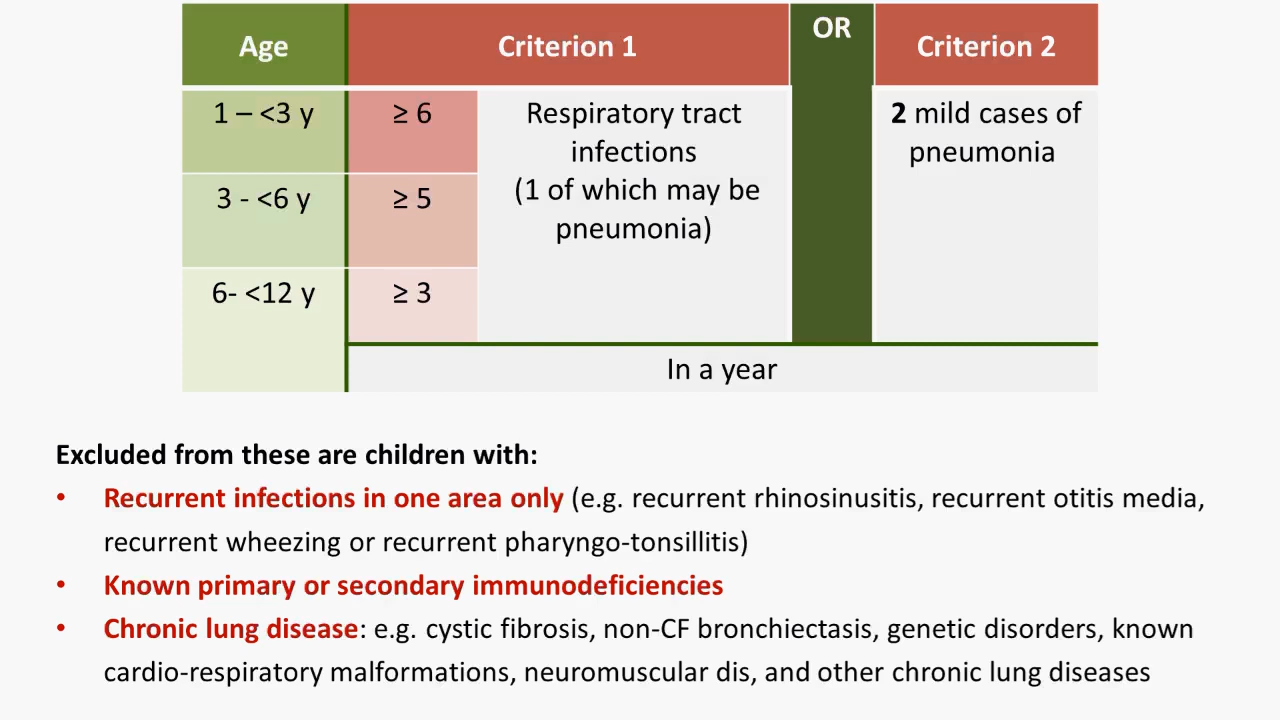 Age
Criterion 1
OR
Criterion 2
1 – <3 y
≥ 6
Respiratory tract
infections
(1 of which may be
pneumonia)
2 mild cases of
pneumonia
3 - <6 y
≥ 5
6- <12 y
≥ 3
In a year
Excluded from these are children with:
• Recurrent infections in one area only (e.g. recurrent rhinosinusitis, recurrent otitis media,
recurrent wheezing or recurrent pharyngo-tonsillitis)
• Known primary or secondary immunodeficiencies
• Chronic lung disease: e.g. cystic fibrosis, non-CF bronchiectasis, genetic disorders, known
cardio-respiratory malformations, neuromuscular dis, and other chronic lung diseases